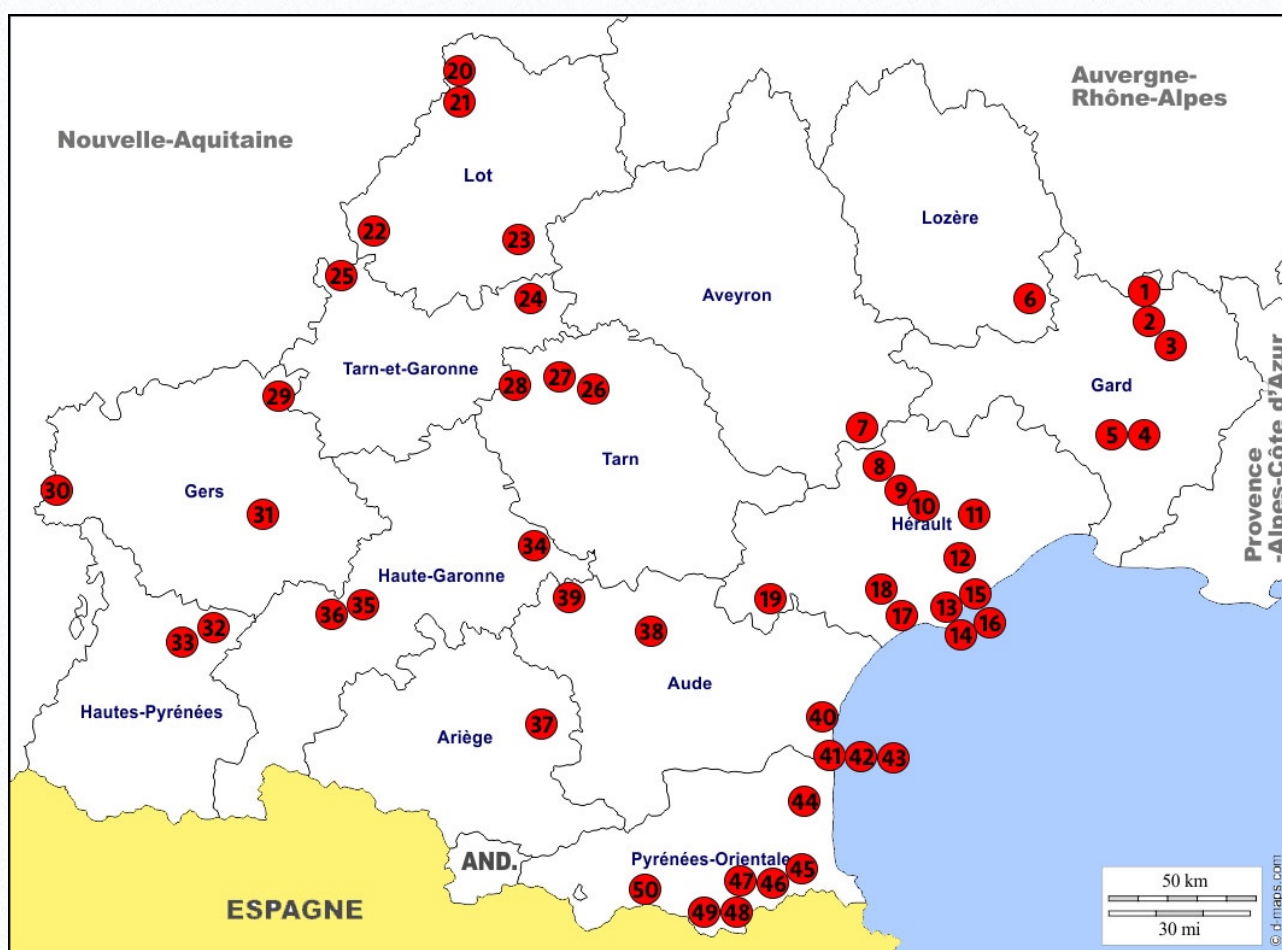 Auvergne-
Rhône-Alpes
Nouvelle-Aquitaine
20
21
Lot
22
23
25
24
Lozère
6
Aveyron
1
2
3
Gard
5
4
Provence
-Alpes-Côte d'Azur
Tarn-et-Garonne
29
28
27
26
Tarn
7
8
9
10
11
Hérault
12
30
Gers
31
34
Haute-Garonne
39
19
18
17
13
15
14
16
36
35
32
33
38
Hautes-Pyrénées
Aude
Ariège
37
40
41
42
43
44
AND.
Pyrénées-Orientale
45
46
47
50
49
48
ESPAGNE
50 km
30 mi
© d-maps.com